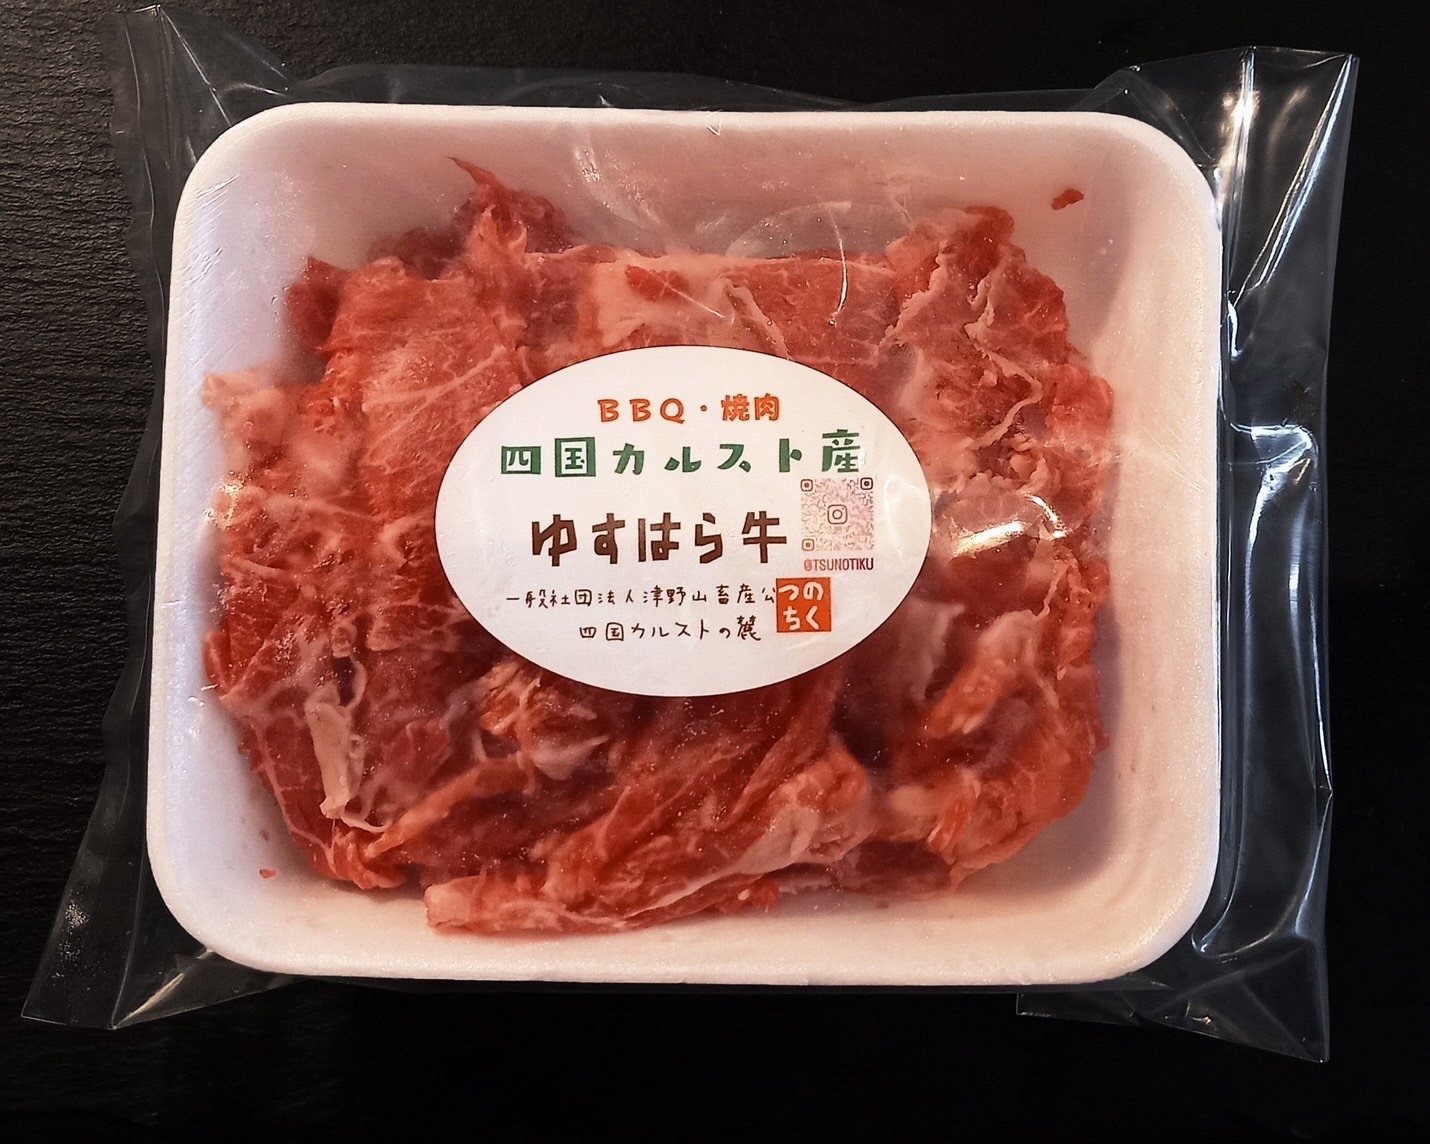 BBQ・焼肉
四国カルスト産
ゆすはら牛
@TSUNOTIKU
一般社団法人津野山畜産公
つの
ちく
四国カルストの麓